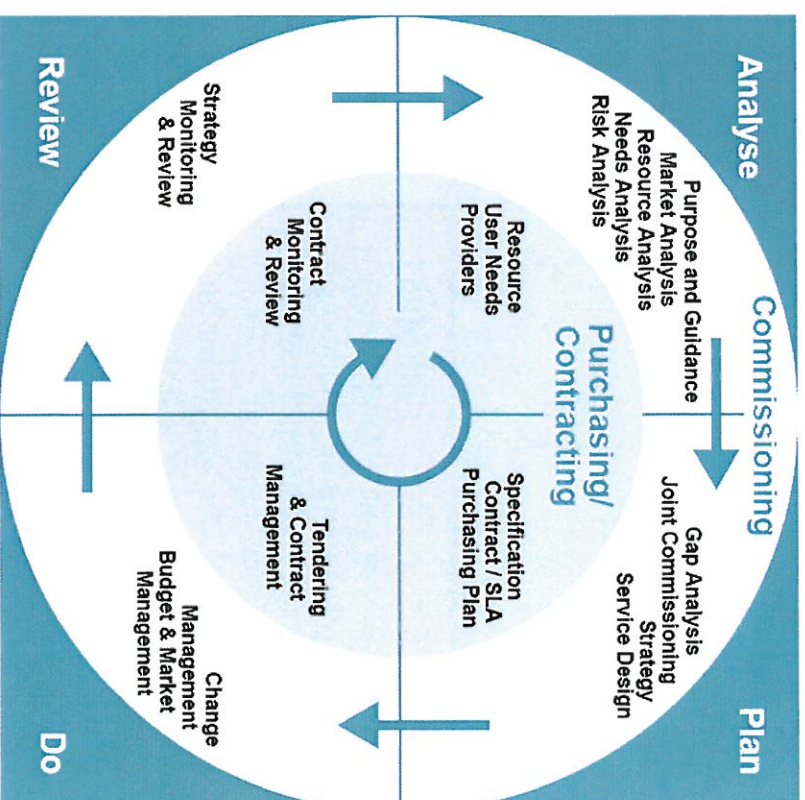 Commissioning
Analyse
Purpose and Guidance
Market Analysis
Resource Analysis
Needs Analysis
Risk Analysis
Plan
Gap Analysis
Joint Commissioning
Strategy
Service Design
Purchasing/
Contracting
Resource
User Needs
Providers
Specification
Contract / SLA
Purchasing Plan
Contract
Monitoring
& Review
Tendering
& Contract
Management
Strategy
Monitoring
& Review
Change
Management
Budget & Market
Management
Review
Do